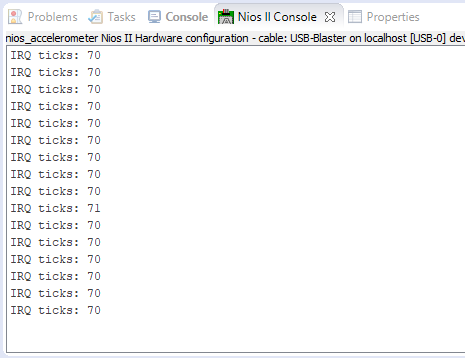 Problems Tasks Console Nios II Console Properties
nios_accelerometer Nios II Hardware configuration - cable: USB-Blaster on localhost [USB-0] dev
IRQ ticks: 70
IRQ ticks: 70
IRQ ticks: 70
IRQ ticks: 70
IRQ ticks: 70
IRQ ticks: 70
IRQ ticks: 70
IRQ ticks: 70
IRQ ticks: 70
IRQ ticks: 71
IRQ ticks: 70
IRQ ticks: 70
IRQ ticks: 70
IRQ ticks: 70
IRQ ticks: 70
IRQ ticks: 70